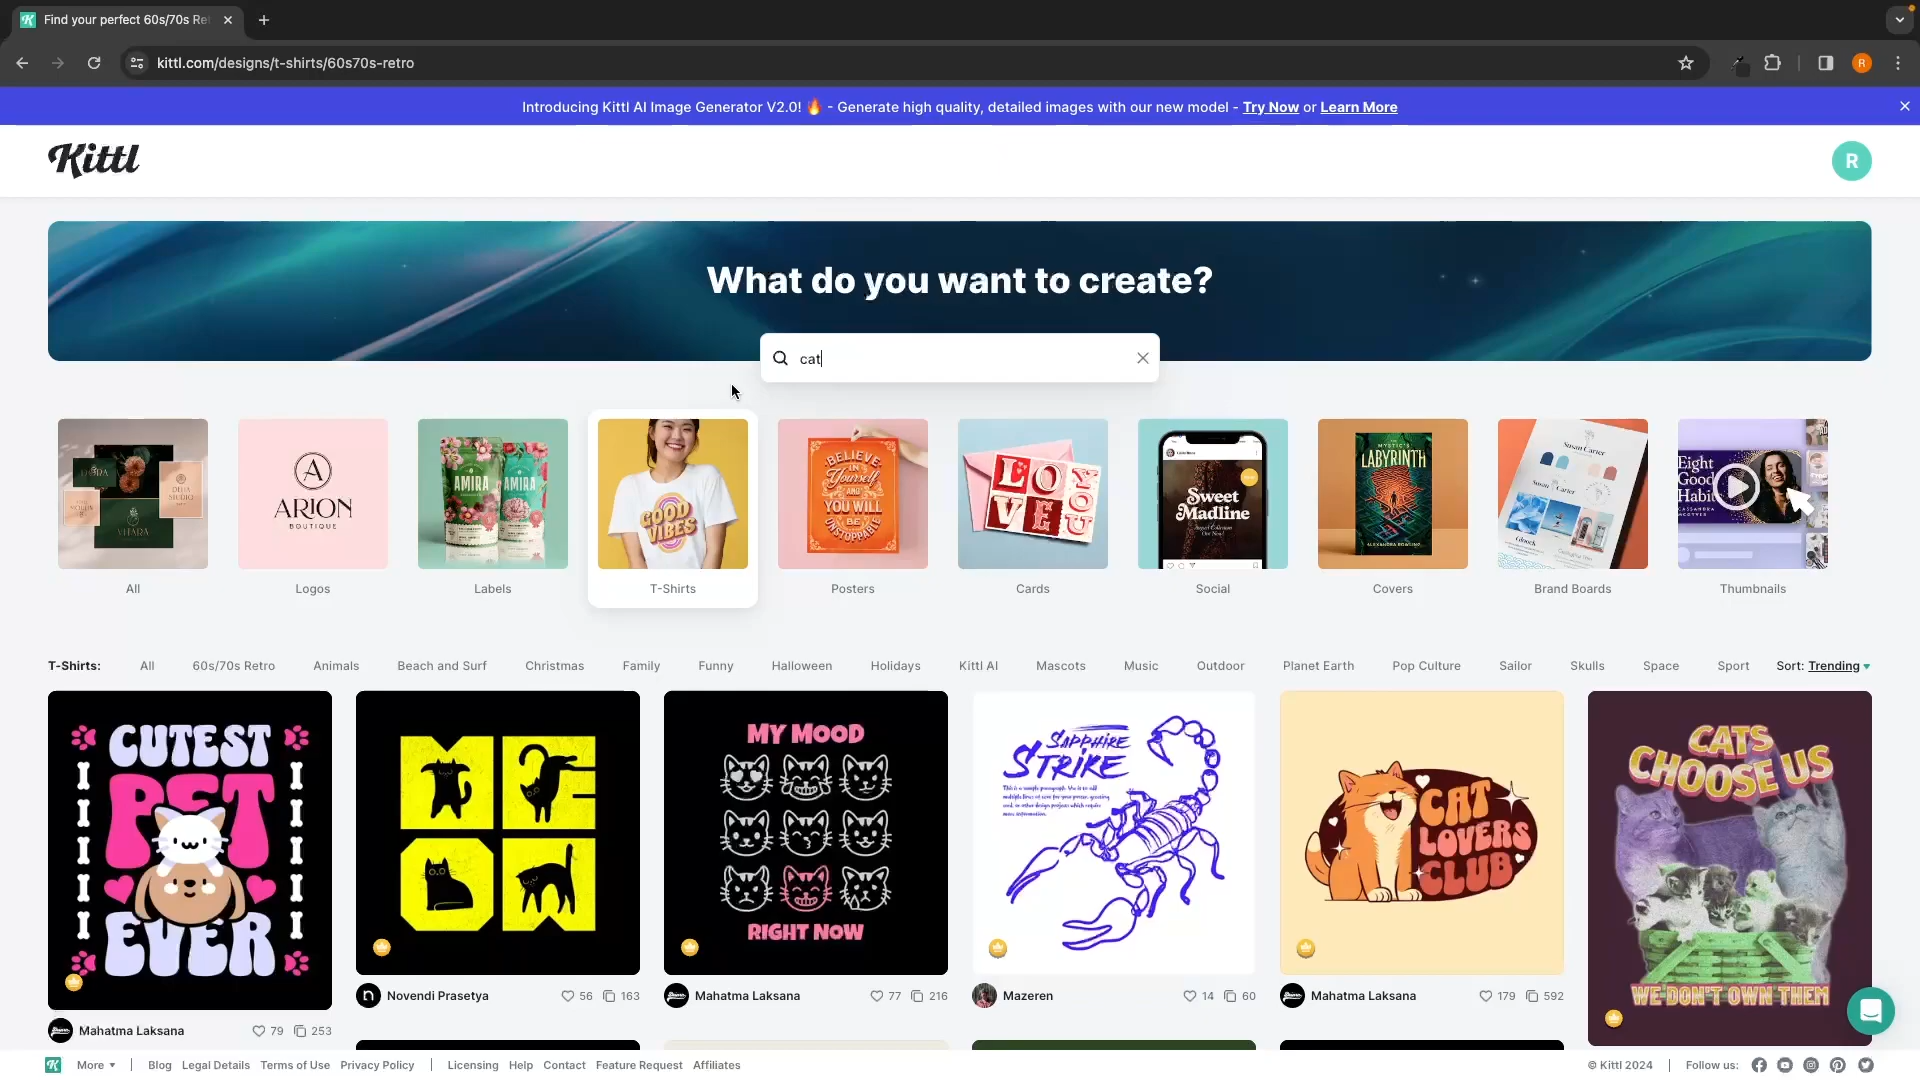 Find your perfect 60s/70s Re
kittl.com/designs/t-shirts/60s70s-retro
R
Introducing Kittl AI Image Generator V2.0! 🔥 - Generate high quality, detailed images with our new model - Try Now or Learn More
Kittl
R
What do you want to create?
cat
ARION
BOUTIQUE
AMIRA
AMIRA
GOOD
VIBES
BELIEVE
IN
Yourself
AND
YOU WILL
BE
UNSTOPPABLE
LOVE
YOU
Sweet
Madline
THE
MYSTIC'S
LABYRINTH
Susan Carter
Eight
Good
Habi
All
Logos
Labels
T-Shirts
Posters
Cards
Social
Covers
Brand Boards
Thumbnails
T-Shirts: All 60s/70s Retro Animals Beach and Surf Christmas Family Funny Halloween Holidays Kittl AI Mascots Music Outdoor Planet Earth Pop Culture Sailor Skulls Space Sport Sort: Trending
CUTEST
PET
EVER
MEOW
MY MOOD
RIGHT NOW
SAPPHIRE
STRIKE
CAT
LOVERS
CLUB
CATS
CHOOSE US
WE DON'T OWN THEM
Novendi Prasetya 56 163
Mahatma Laksana 77 216
Mazeren 14 60
Mahatma Laksana 179 592
Mahatma Laksana 79 253
More Blog Legal Details Terms of Use Privacy Policy Licensing Help Contact Feature Request Affiliates © Kittl 2024 Follow us: